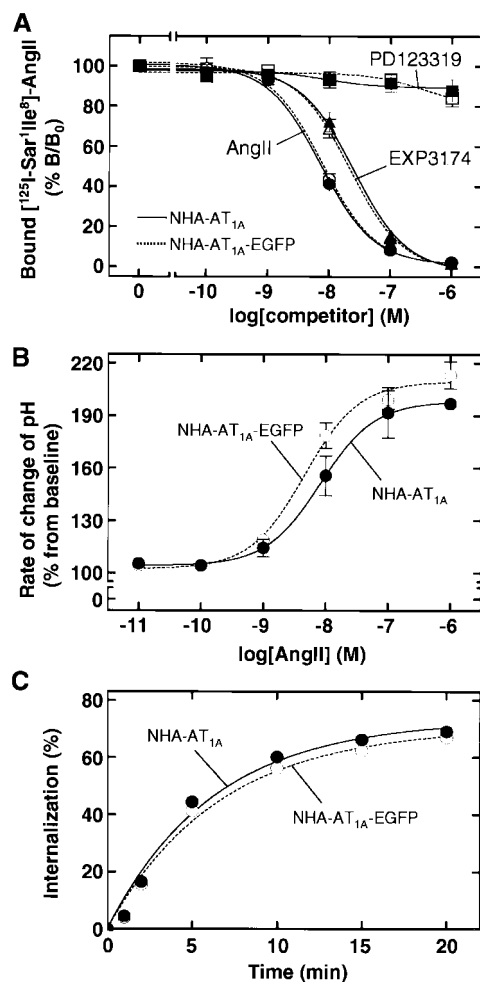 A
Bound [¹²⁵I-Sar¹Ile⁸]-AngII
(% B/B₀)
100
80
60
40
20
0
PD123319
AngII
EXP3174
NHA-AT₁A
NHA-AT₁A-EGFP
0
-10
-9
-8
-7
-6
log[competitor] (M)
B
Rate of change of pH
(% from baseline)
220
190
160
130
100
0
NHA-AT₁A-EGFP
NHA-AT₁A
-11
-10
-9
-8
-7
-6
log[AngII] (M)
C
Internalization (%)
80
60
40
20
0
NHA-AT₁A
NHA-AT₁A-EGFP
0
5
10
15
20
Time (min)